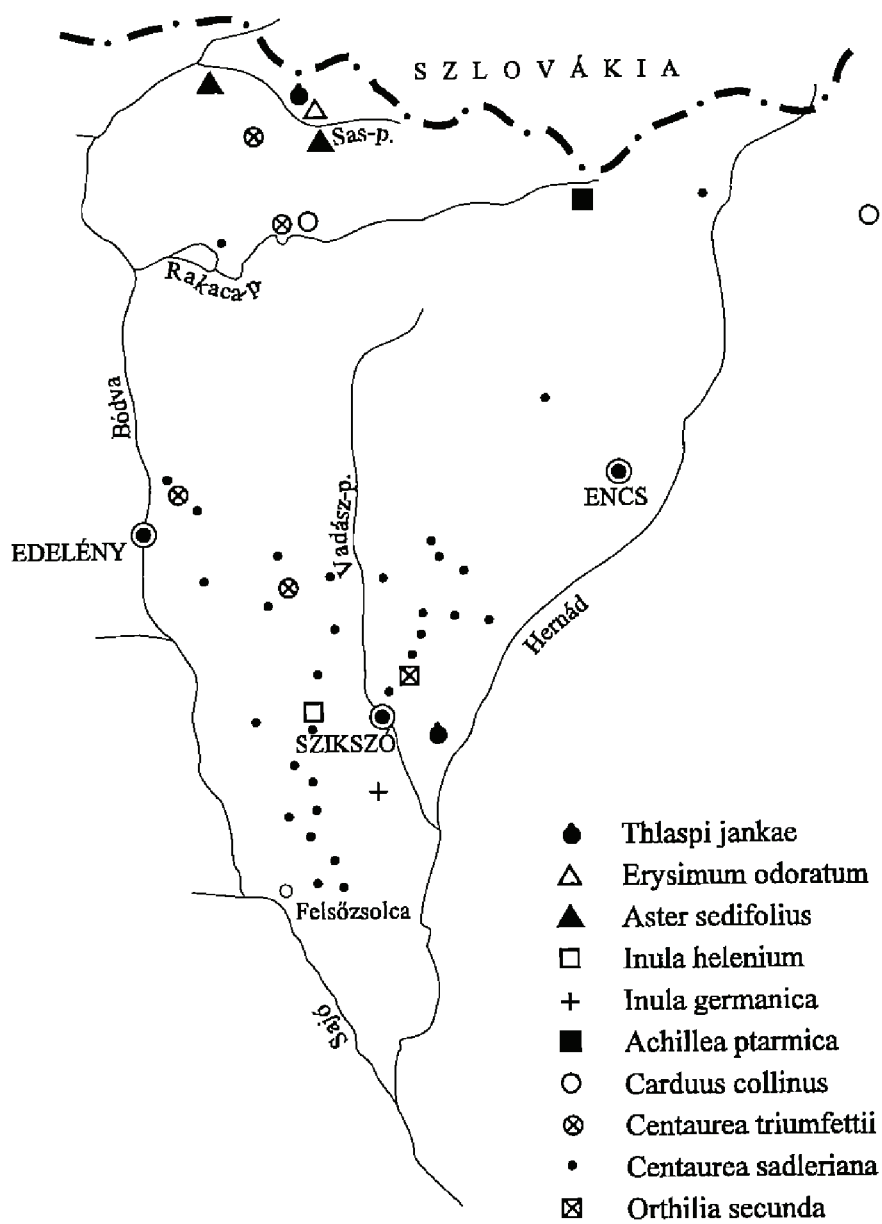 SZLOVÁKIA
Sas-p.
Rakaca-p.
Bódva
Vadász-p.
ENCS
EDELÉNY
Hernád
SZIKSZÓ
Felsőzsolca
Sajó
Thlaspi jankae
Erysimum odoratum
Aster sedifolius
Inula helenium
Inula germanica
Achillea ptarmica
Carduus collinus
Centaurea triumfettii
Centaurea sadleriana
Orthilia secunda